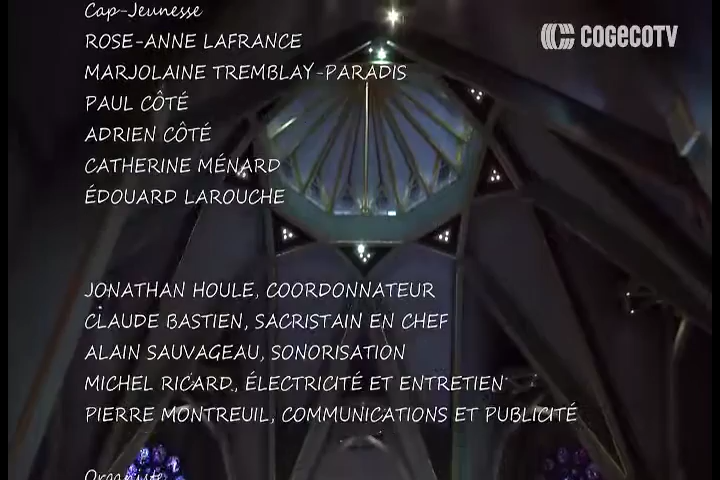 Cap-Jeunesse
COGECOTV
ROSE-ANNE LAFRANCE
MARJOLAINE TREMBLAY-PARADIS
PAUL CÔTÉ
ADRIEN CÔTÉ
CATHERINE MÉNARD
ÉDOUARD LAROUCHE
JONATHAN HOULE, COORDONNATEUR
CLAUDE BASTIEN, SACRISTAIN EN CHEF
ALAIN SAUVAGEAU, SONORISATION
MICHEL RICARD, ÉLECTRICITÉ ET ENTRETIEN
PIERRE MONTREUIL, COMMUNICATIONS ET PUBLICITÉ
Organiste